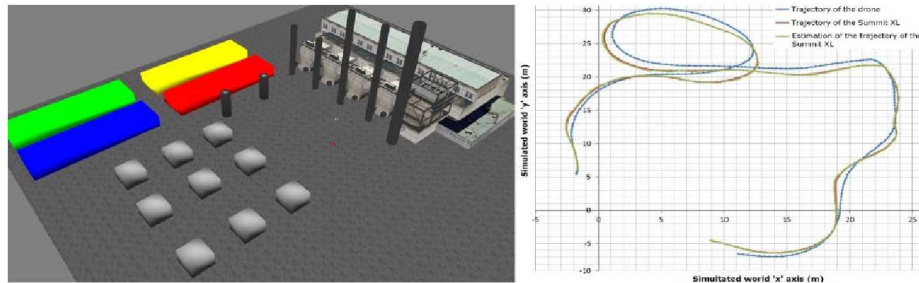 Trajectory of the drone
Trajectory of the Summit XL
Estimation of the trajectory of the
Summit XL
Simulated world 'y' axis (m)
30
25
20
15
10
5
0
-5
-10
-5
0
5
10
15
20
25
Simultated world 'x' axis (m)